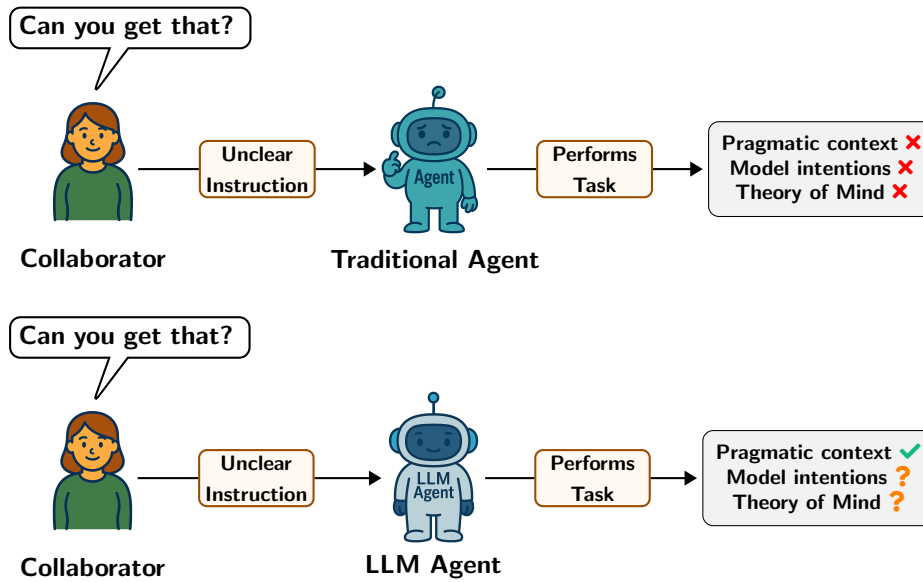 Can you get that?
Unclear
Instruction
Agent
Performs
Task
Pragmatic context ❌
Model intentions ❌
Theory of Mind ❌
Collaborator
Traditional Agent
Can you get that?
Unclear
Instruction
LLM
Agent
Performs
Task
Pragmatic context ✓
Model intentions ?
Theory of Mind ?
Collaborator
LLM Agent